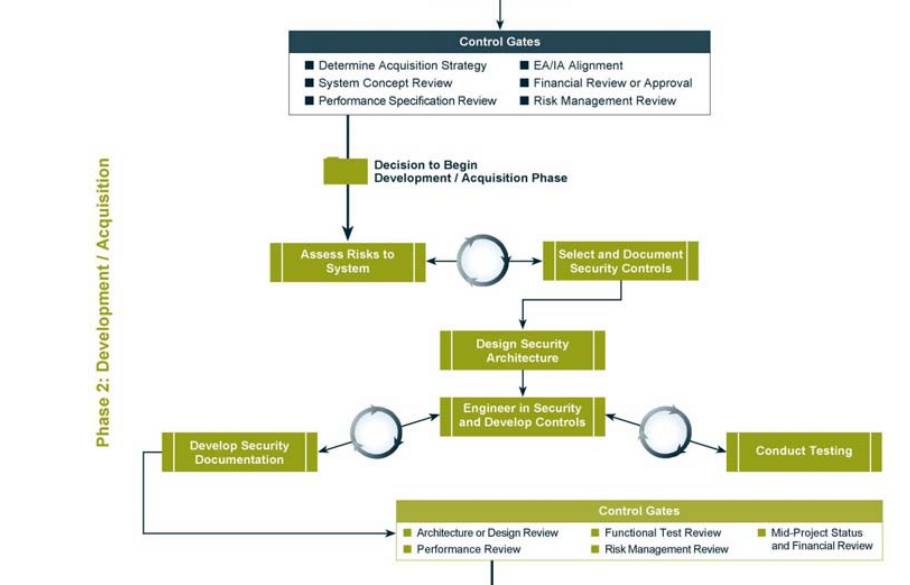 Control Gates
Determine Acquisition Strategy
System Concept Review
Performance Specification Review
EA/IA Alignment
Financial Review or Approval
Risk Management Review
Decision to Begin
Development / Acquisition Phase
Phase 2: Development / Acquisition
Assess Risks to
System
Select and Document
Security Controls
Design Security
Architecture
Engineer in Security
and Develop Controls
Develop Security
Documentation
Conduct Testing
Control Gates
Architecture or Design Review
Performance Review
Functional Test Review
Risk Management Review
Mid-Project Status
and Financial Review